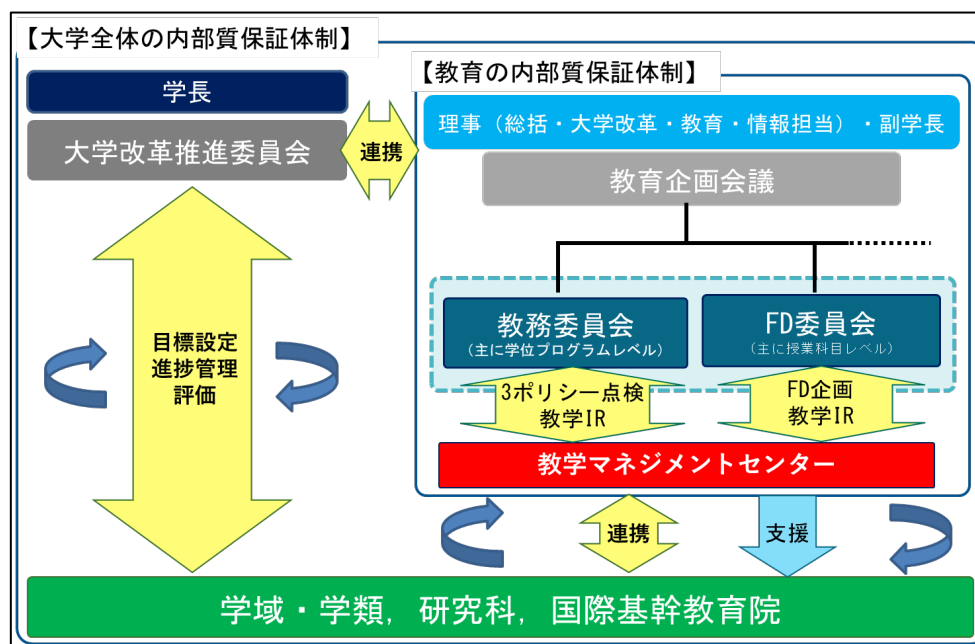 【大学全体の内部質保証体制】
学長
大学改革推進委員会
連携
目標設定
進捗管理
評価
【教育の内部質保証体制】
理事（総括・大学改革・教育・情報担当）・副学長
教育企画会議
教務委員会
（主に学位プログラムレベル）
FD委員会
（主に授業科目レベル）
3ポリシー点検
教学IR
FD企画
教学IR
教学マネジメントセンター
連携
支援
学域・学類，研究科，国際基幹教育院